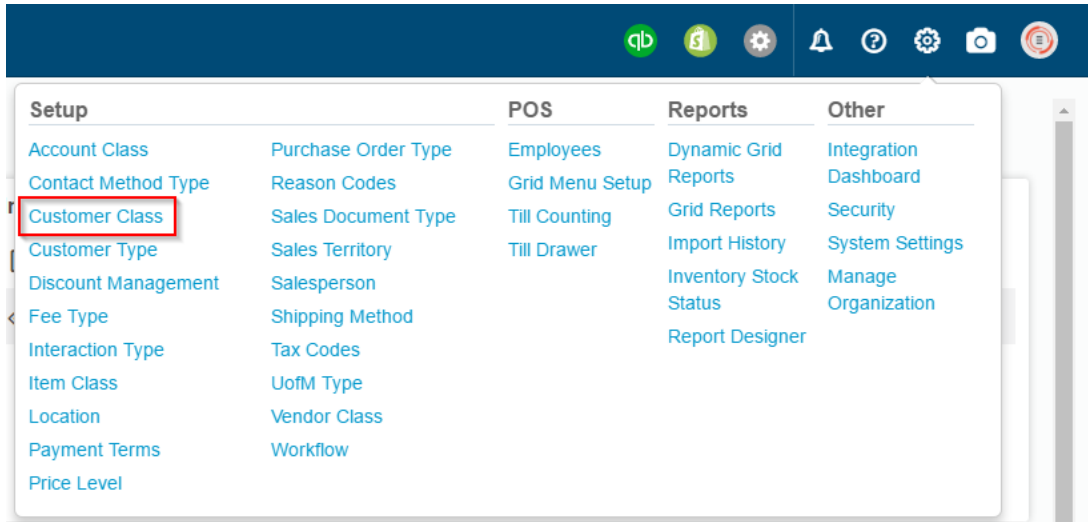 qb
S
Setup
Account Class
Contact Method Type
Customer Class
Customer Type
Discount Management
Fee Type
Interaction Type
Item Class
Location
Payment Terms
Price Level
Purchase Order Type
Reason Codes
Sales Document Type
Sales Territory
Salesperson
Shipping Method
Tax Codes
UofM Type
Vendor Class
Workflow
POS
Employees
Grid Menu Setup
Till Counting
Till Drawer
Reports
Dynamic Grid
Reports
Grid Reports
Import History
Inventory Stock
Status
Report Designer
Other
Integration
Dashboard
Security
System Settings
Manage
Organization